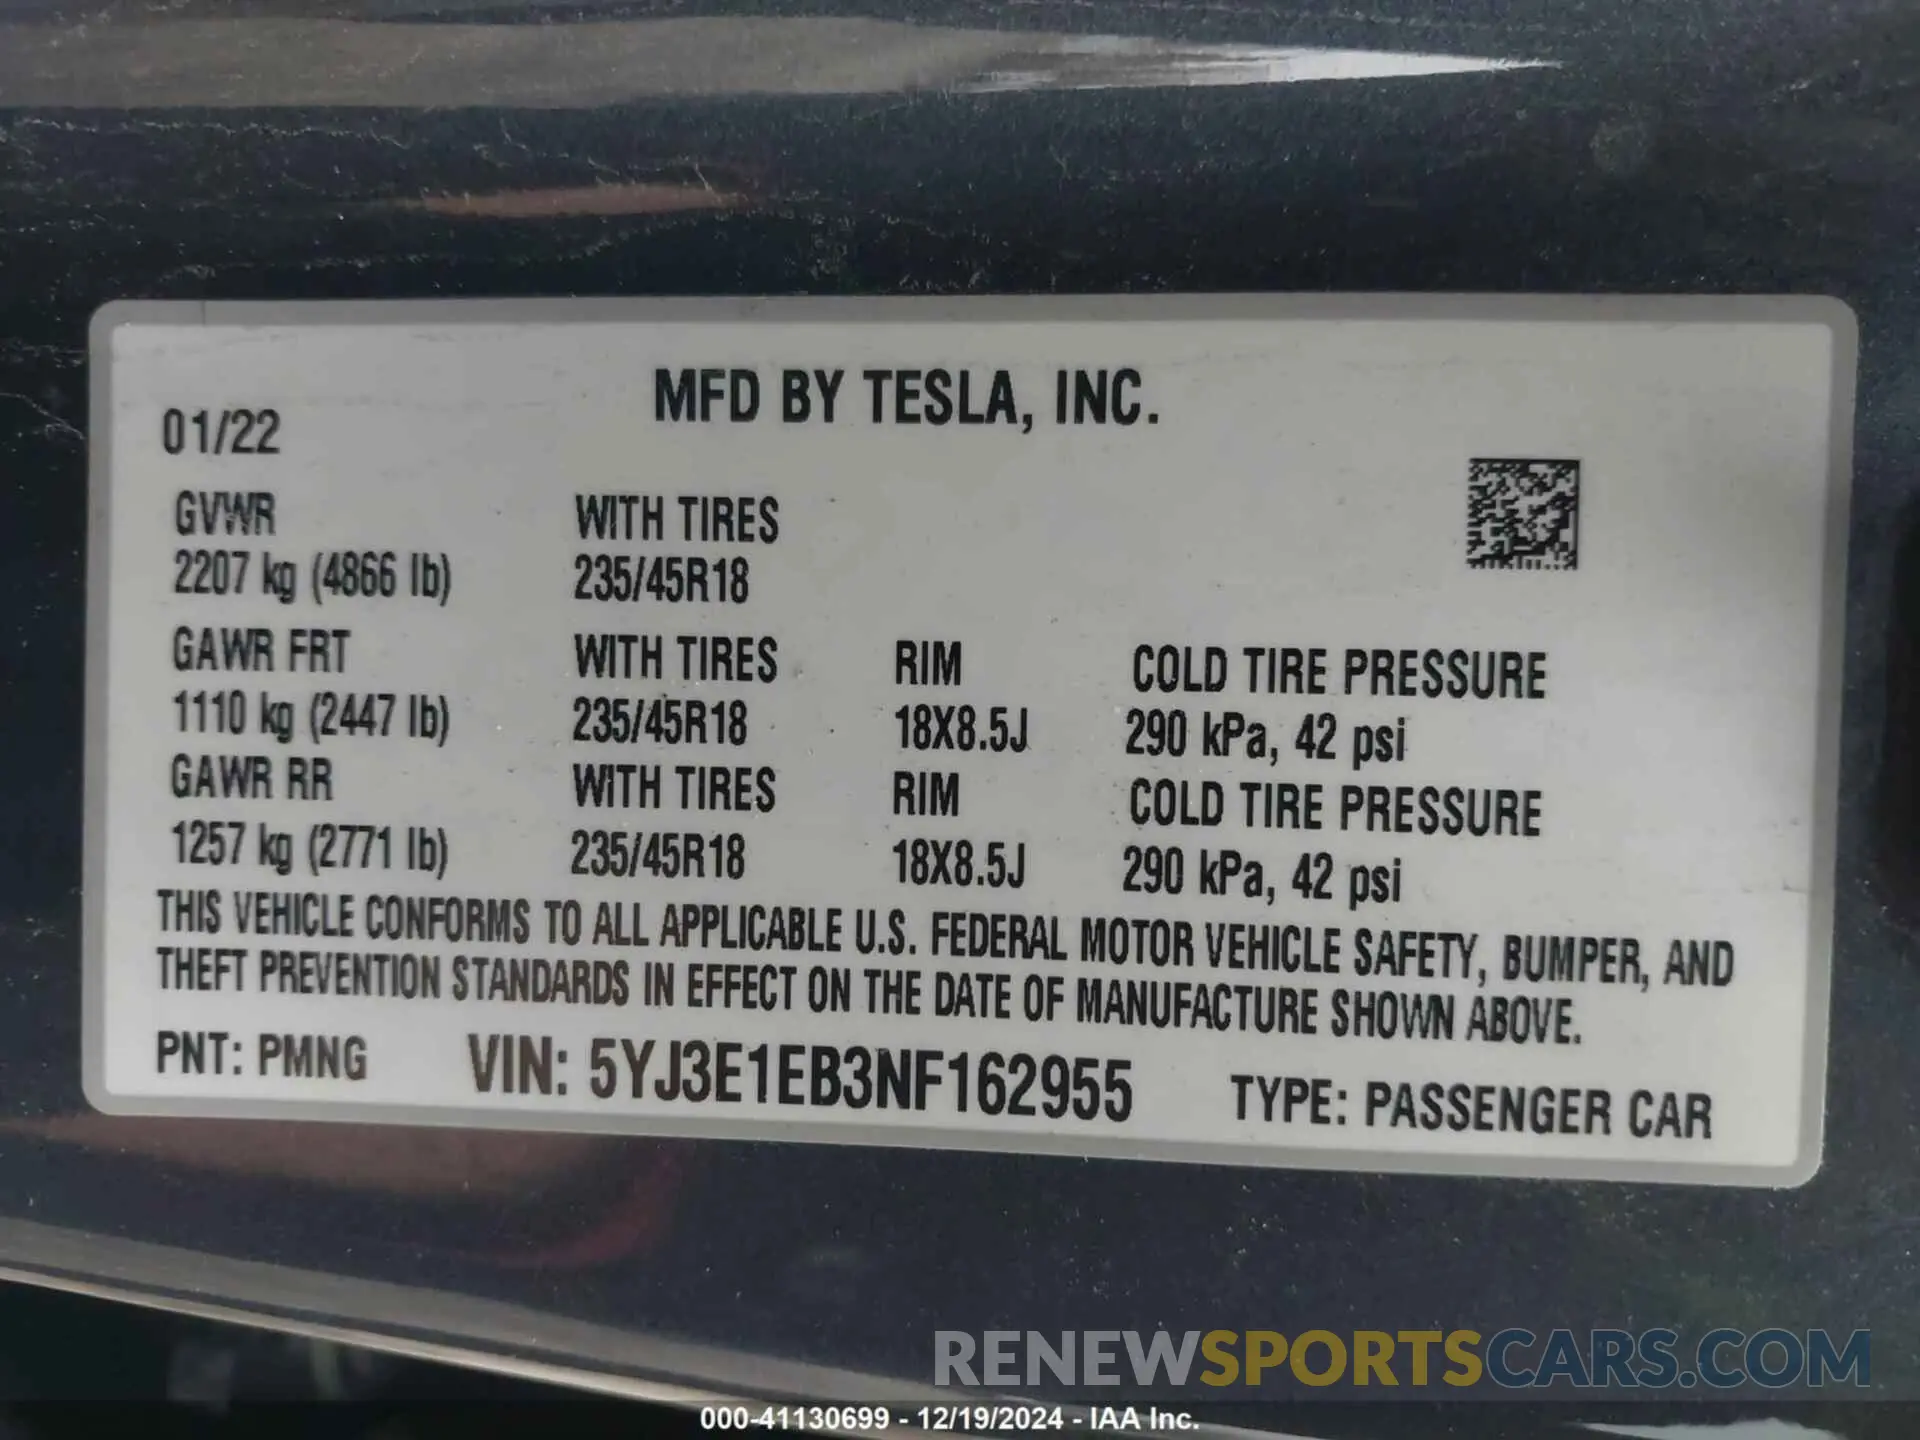 MFD BY TESLA, INC.
01/22
GVWR WITH TIRES
2207 kg (4866 lb) 235/45R18
GAWR FRT WITH TIRES RIM COLD TIRE PRESSURE
1110 kg (2447 lb) 235/45R18 18X8.5J 290 kPa, 42 psi
GAWR RR WITH TIRES RIM COLD TIRE PRESSURE
1257 kg (2771 lb) 235/45R18 18X8.5J 290 kPa, 42 psi
THIS VEHICLE CONFORMS TO ALL APPLICABLE U.S. FEDERAL MOTOR VEHICLE SAFETY, BUMPER, AND
THEFT PREVENTION STANDARDS IN EFFECT ON THE DATE OF MANUFACTURE SHOWN ABOVE.
PNT: PMNG VIN: 5YJ3E1EB3NF162955 TYPE: PASSENGER CAR
RENEWSPORTSCARS.COM
000-41130699 - 12/19/2024 - IAA Inc.